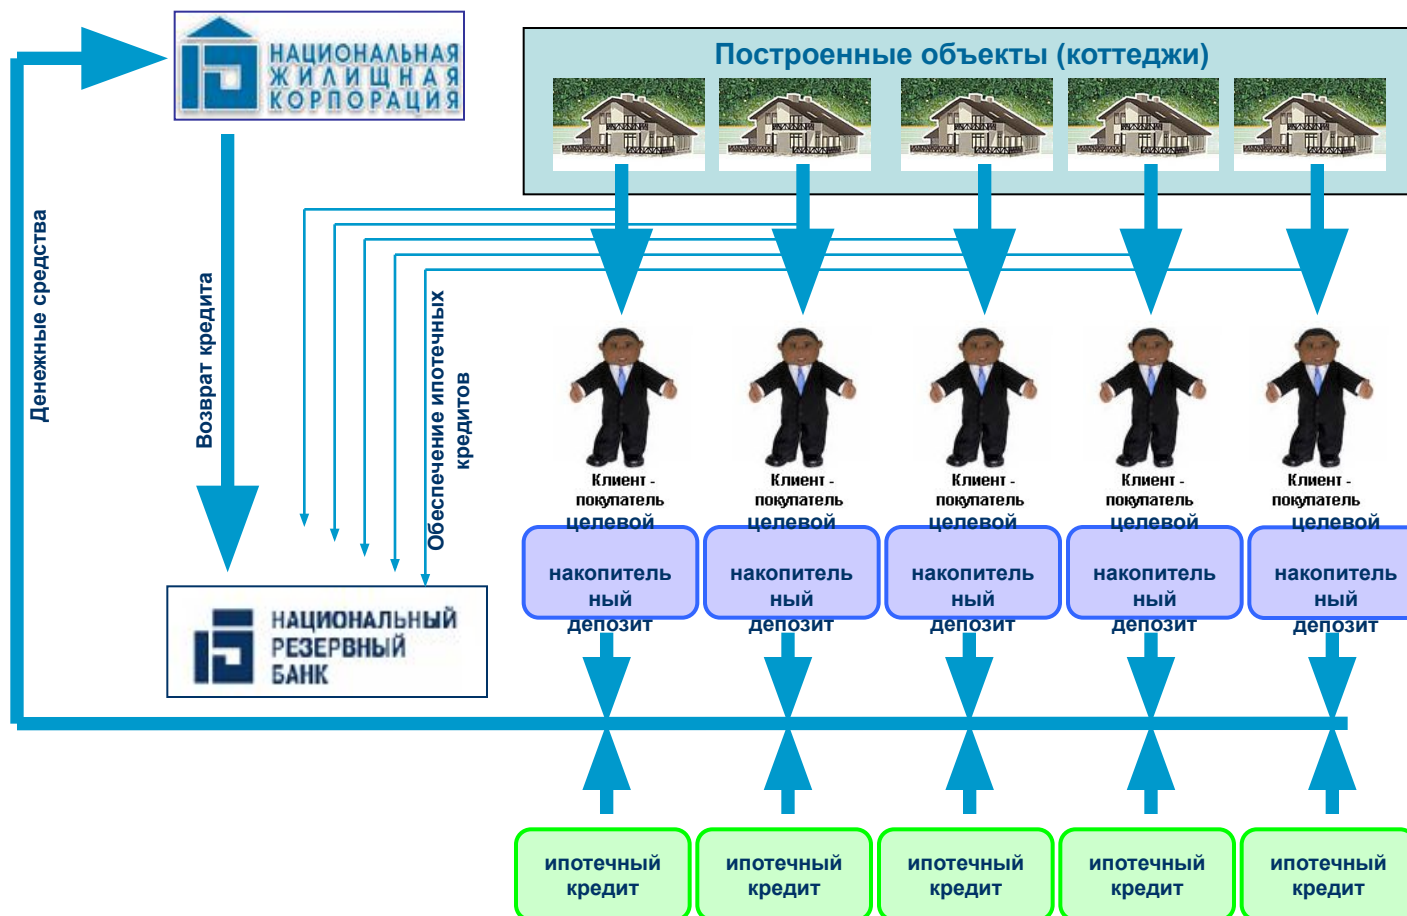 НАЦИОНАЛЬНАЯ
ЖИЛИЩНАЯ
КОРПОРАЦИЯ
Построенные объекты (коттеджи)
Денежные средства
Возврат кредита
Обеспечение ипотечных
кредитов
Клиент -
покупатель
Клиент -
покупатель
Клиент -
покупатель
Клиент -
покупатель
Клиент -
покупатель
целевой
накопитель
ный
депозит
целевой
накопитель
ный
депозит
целевой
накопитель
ный
депозит
целевой
накопитель
ный
депозит
целевой
накопитель
ный
депозит
НАЦИОНАЛЬНЫЙ
РЕЗЕРВНЫЙ
БАНК
ипотечный
кредит
ипотечный
кредит
ипотечный
кредит
ипотечный
кредит
ипотечный
кредит